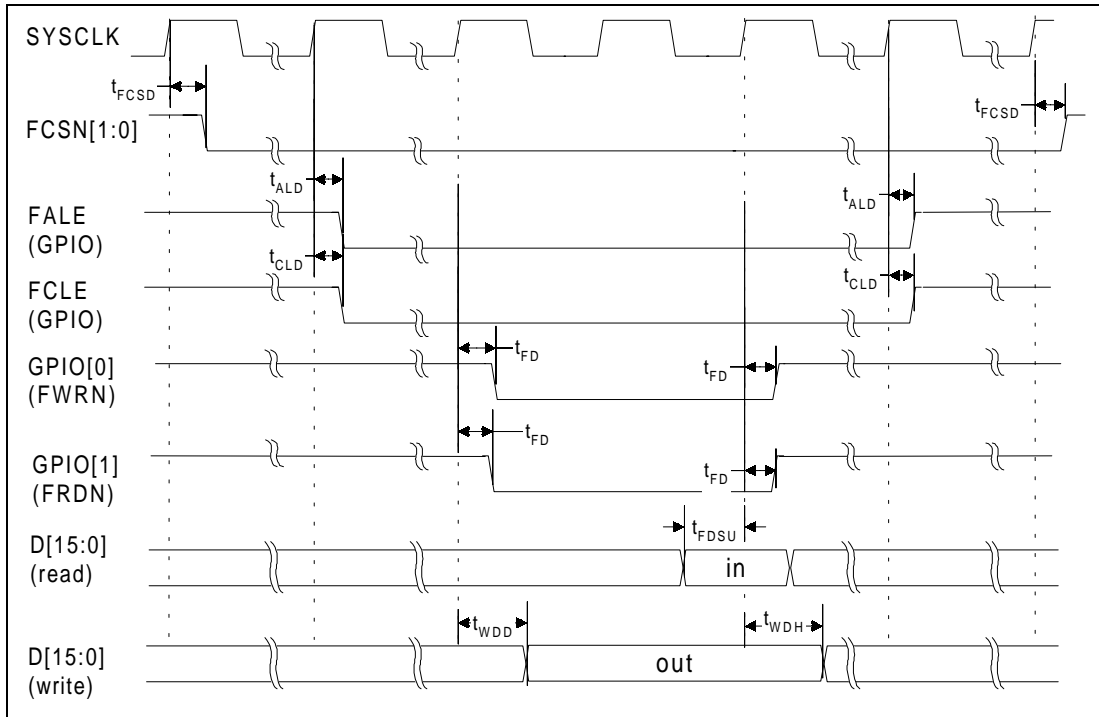 SYSCLK
tFCSD
tFCSD
FCSN[1:0]
tALD
tALD
FALE
(GPIO)
tCLD
tCLD
FCLE
(GPIO)
tFD
tFD
GPIO[0]
(FWRN)
tFD
tFD
GPIO[1]
(FRDN)
tFDSU
D[15:0]
(read)
in
tWDD
tWDH
D[15:0]
(write)
out